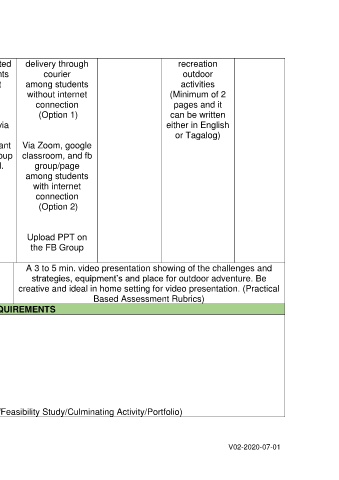 ted
nts
t
via
ant
oup
l.
delivery through
courier
among students
without internet
connection
(Option 1)
Via Zoom, google
classroom, and fb
group/page
among students
with internet
connection
(Option 2)
Upload PPT on
the FB Group
recreation
outdoor
activities
(Minimum of 2
pages and it
can be written
either in English
or Tagalog)
A 3 to 5 min. video presentation showing of the challenges and
strategies, equipment's and place for outdoor adventure. Be
creative and ideal in home setting for video presentation. (Practical
Based Assessment Rubrics)
QUIREMENTS
/Feasibility Study/Culminating Activity/Portfolio)
V02-2020-07-01